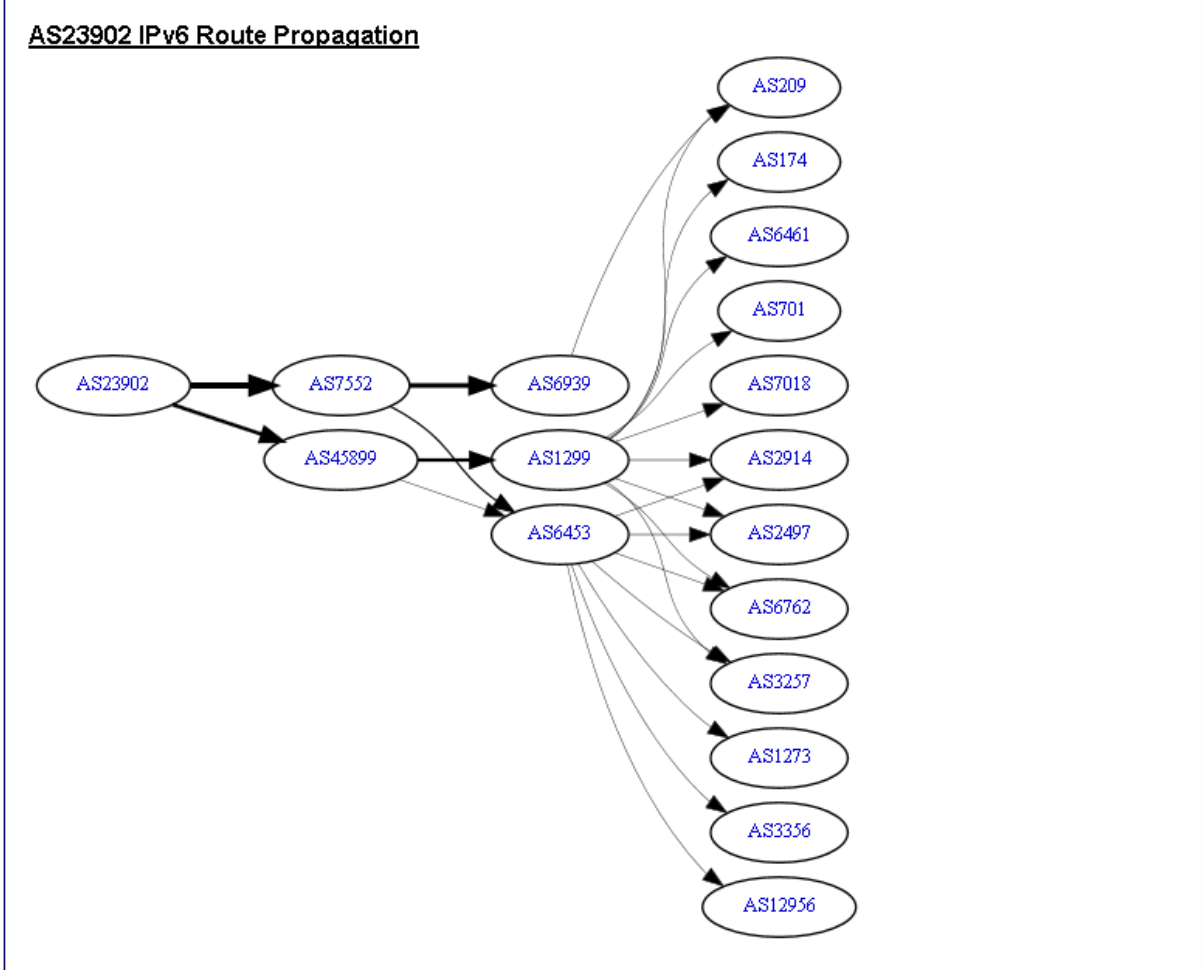 AS23902 IPv6 Route Propagation
AS209
AS174
AS6461
AS701
AS23902
AS7552
AS6939
AS7018
AS45899
AS1299
AS2914
AS6453
AS2497
AS6762
AS3257
AS1273
AS3356
AS12956